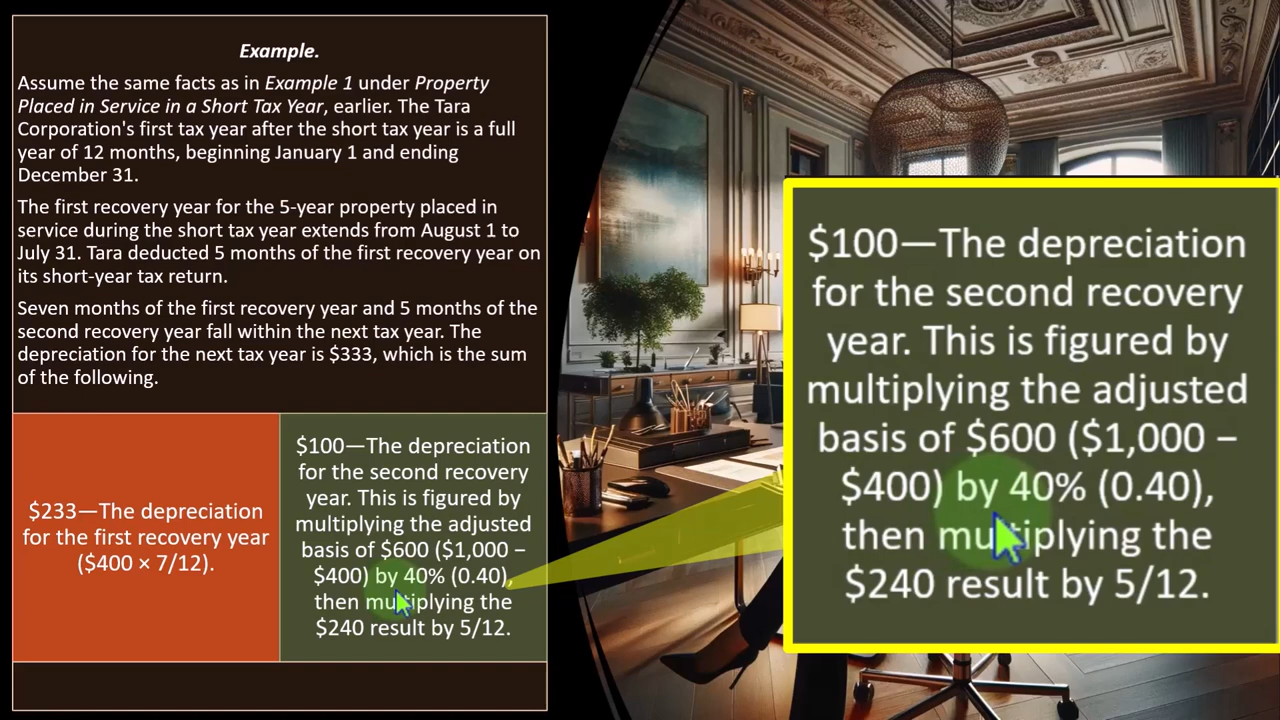 Example.
Assume the same facts as in Example 1 under Property
Placed in Service in a Short Tax Year, earlier. The Tara
Corporation's first tax year after the short tax year is a full
year of 12 months, beginning January 1 and ending
December 31.
The first recovery year for the 5-year property placed in
service during the short tax year extends from August 1 to
July 31. Tara deducted 5 months of the first recovery year on
its short-year tax return.
Seven months of the first recovery year and 5 months of the
second recovery year fall within the next tax year. The
depreciation for the next tax year is $333, which is the sum
of the following.
$233—The depreciation
for the first recovery year
($400 × 7/12).
$100—The depreciation
for the second recovery
year. This is figured by
multiplying the adjusted
basis of $600 ($1,000 −
$400) by 40% (0.40),
then multiplying the
$240 result by 5/12.
$100—The depreciation
for the second recovery
year. This is figured by
multiplying the adjusted
basis of $600 ($1,000 −
$400) by 40% (0.40),
then multiplying the
$240 result by 5/12.